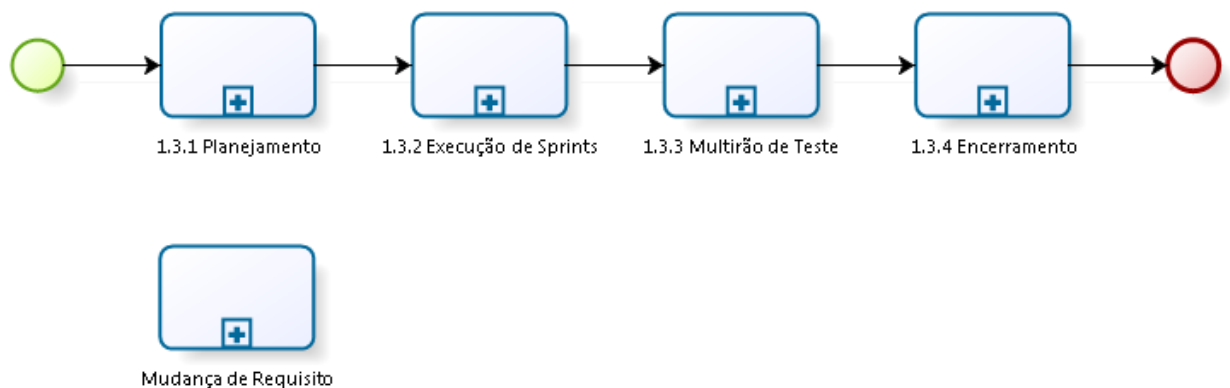 1.3.1 Planejamento
1.3.2 Execução de Sprints
1.3.3 Multirão de Teste
1.3.4 Encerramento
Mudança de Requisito